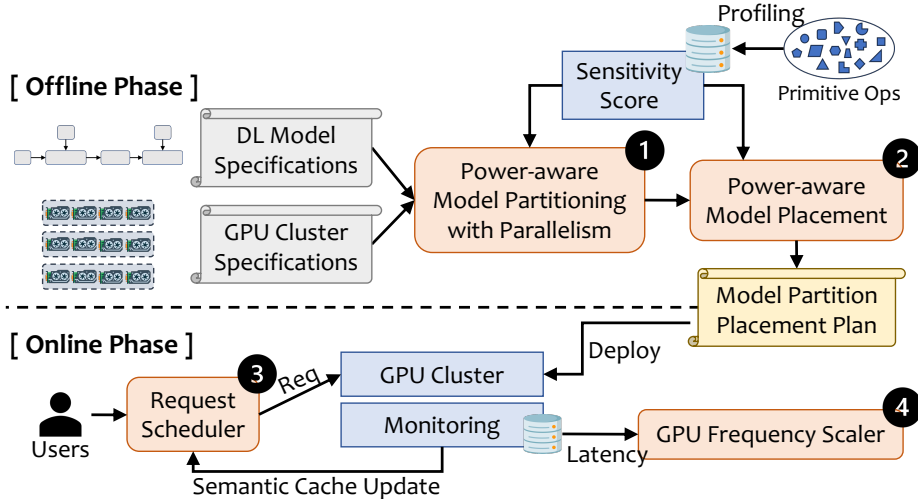 Profiling
[ Offline Phase ]
Sensitivity
Score
Primitive Ops
DL Model
Specifications
1
Power-aware
Model Partitioning
with Parallelism
2
Power-aware
Model Placement
GPU Cluster
Specifications
Model Partition
Placement Plan
[ Online Phase ]
Deploy
3
Req
GPU Cluster
Request
Scheduler
Users
Monitoring
Latency
4
GPU Frequency Scaler
Semantic Cache Update